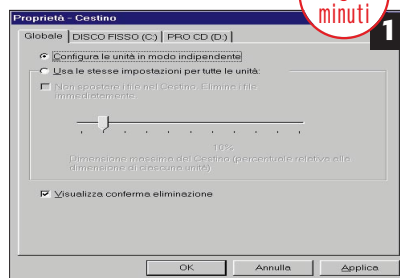 minuti
1
Proprietà - Cestino
Globale DISCO FISSO (C:) PRO CD (D:)
Configura le unità in modo indipendente
Usa le stesse impostazioni per tutte le unità:
Non spostare i file nel Cestino. Elimina i file
immediatamente
10%
Dimensione massima del Cestino (percentuale relativa alle
dimensione di ciascuna unità)
Visualizza conferma eliminazione
OK Annulla Applica